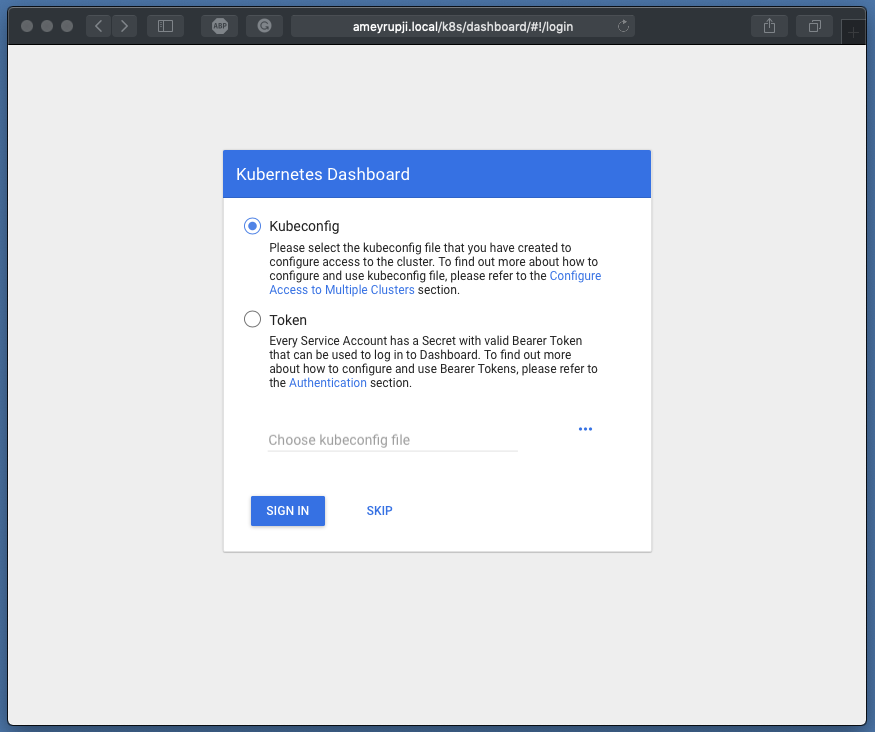 ABP
ameyrupji.local/k8s/dashboard/#!/login
Kubernetes Dashboard
Kubeconfig
Please select the kubeconfig file that you have created to
configure access to the cluster. To find out more about how to
configure and use kubeconfig file, please refer to the Configure
Access to Multiple Clusters section.
Token
Every Service Account has a Secret with valid Bearer Token
that can be used to log in to Dashboard. To find out more
about how to configure and use Bearer Tokens, please refer to
the Authentication section.
Choose kubeconfig file
SIGN IN SKIP